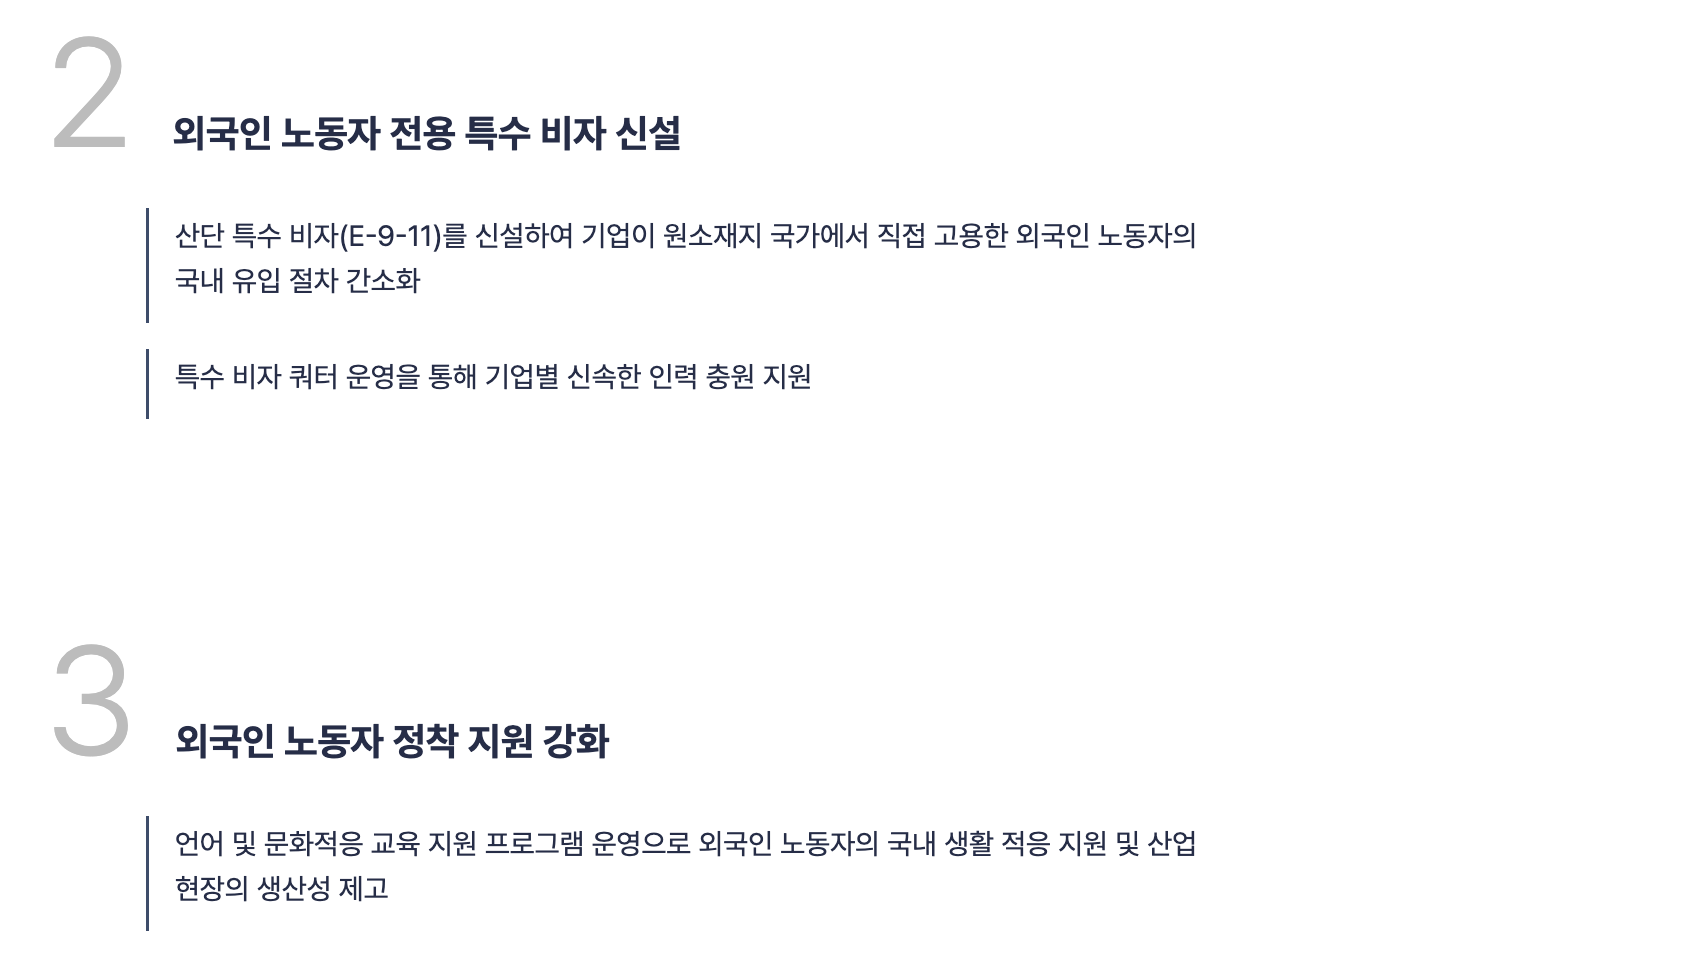 2
외국인 노동자 전용 특수 비자 신설
산단 특수 비자(E-9-11)를 신설하여 기업이 원소재지 국가에서 직접 고용한 외국인 노동자의
국내 유입 절차 간소화
특수 비자 쿼터 운영을 통해 기업별 신속한 인력 충원 지원
3
외국인 노동자 정착 지원 강화
언어 및 문화적응 교육 지원 프로그램 운영으로 외국인 노동자의 국내 생활 적응 지원 및 산업
현장의 생산성 제고